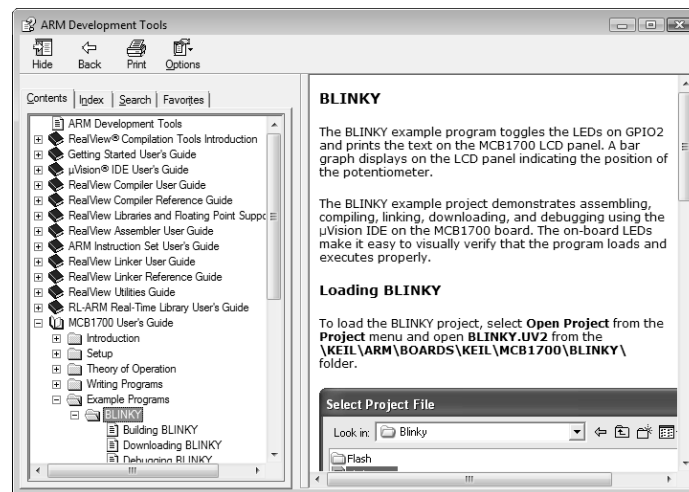 ARM Development Tools
Hide
Back
Print
Options
Contents
Index
Search
Favorites
ARM Development Tools
RealView® Compilation Tools Introduction
Getting Started User's Guide
µVision® IDE User's Guide
RealView Compiler User Guide
RealView Compiler Reference Guide
RealView Libraries and Floating Point Suppo
RealView Assembler User Guide
ARM Instruction Set User's Guide
RealView Linker User Guide
RealView Linker Reference Guide
RealView Utilities Guide
RL-ARM Real-Time Library User's Guide
MCB1700 User's Guide
Introduction
Setup
Theory of Operation
Writing Programs
Example Programs
BLINKY
Building BLINKY
Downloading BLINKY
Debugging BLINKY
BLINKY
The BLINKY example program toggles the LEDs on GPIO2
and prints the text on the MCB1700 LCD panel. A bar
graph displays on the LCD panel indicating the position of
the potentiometer.
The BLINKY example project demonstrates assembling,
compiling, linking, downloading, and debugging using the
µVision IDE on the MCB1700 board. The on-board LEDs
make it easy to visually verify that the program loads and
executes properly.
Loading BLINKY
To load the BLINKY project, select Open Project from the
Project menu and open BLINKY.UV2 from the
\KEIL\ARM\BOARDS\KEIL\MCB1700\BLINKY\
folder.
Select Project File
Look in: Blinky
Flash